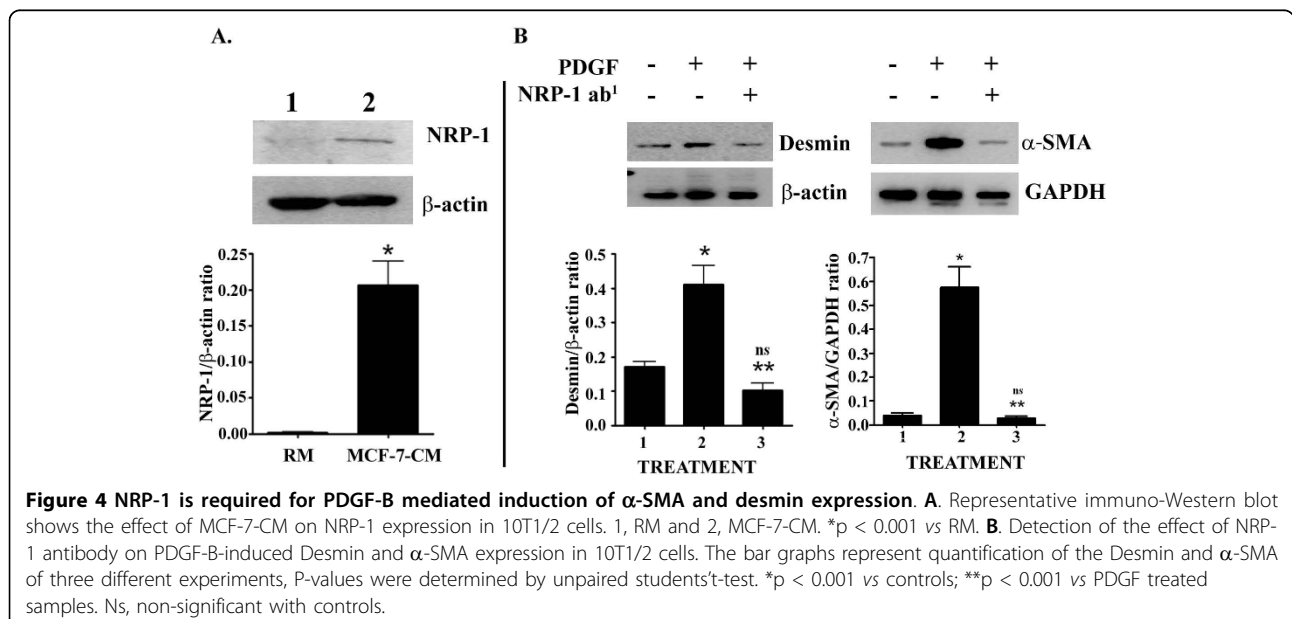 A.
1 2
NRP-1
β-actin
0.25
0.20
0.15
0.10
0.05
0.00
NRP-1/β-actin ratio
*
RM MCF-7-CM
B
PDGF - + +
NRP-1 ab¹ - - +
Desmin
β-actin
0.5
0.4
0.3
0.2
0.1
0.0
Desmin/β-actin ratio
*
ns
**
1 2 3
TREATMENT
- + +
- - +
α-SMA
GAPDH
0.7
0.6
0.5
0.4
0.3
0.2
0.1
0.0
α-SMA/GAPDH ratio
*
ns
**
1 2 3
TREATMENT
Figure 4 NRP-1 is required for PDGF-B mediated induction of α-SMA and desmin expression. A. Representative immuno-Western blot
shows the effect of MCF-7-CM on NRP-1 expression in 10T1/2 cells. 1, RM and 2, MCF-7-CM. *p < 0.001 vs RM. B. Detection of the effect of NRP-
1 antibody on PDGF-B-induced Desmin and α-SMA expression in 10T1/2 cells. The bar graphs represent quantification of the Desmin and α-SMA
of three different experiments, P-values were determined by unpaired students't-test. *p < 0.001 vs controls; **p < 0.001 vs PDGF treated
samples. Ns, non-significant with controls.